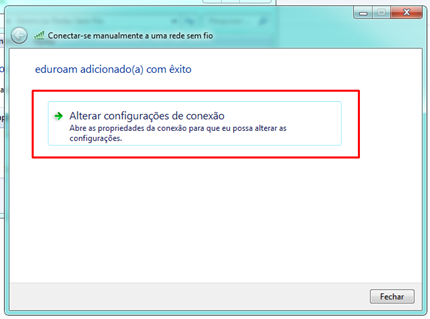 Conectar-se manualmente a uma rede sem fio
eduroam adicionado(a) com êxito
Alterar configurações de conexão
Abre as propriedades da conexão para que eu possa alterar as
configurações.
Fechar